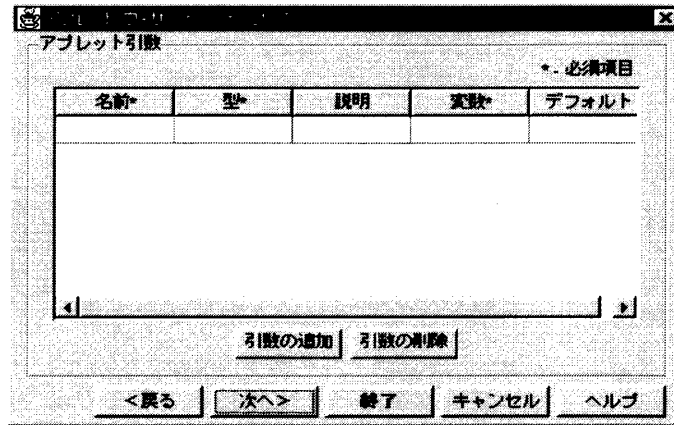 アプレット引数
*- 必須項目
名前* 型* 説明 変数* デフォルト
引数の追加 引数の削除
<戻る 次へ> 終了 キャンセル ヘルプ